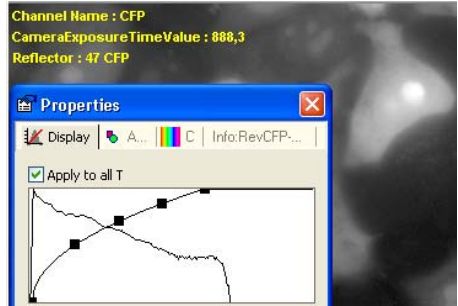 Channel Name : CFP
CameraExposureTimeValue : 888,3
Reflector : 47 CFP
Properties
Display A... C Info:RevCFP-...
Apply to all T